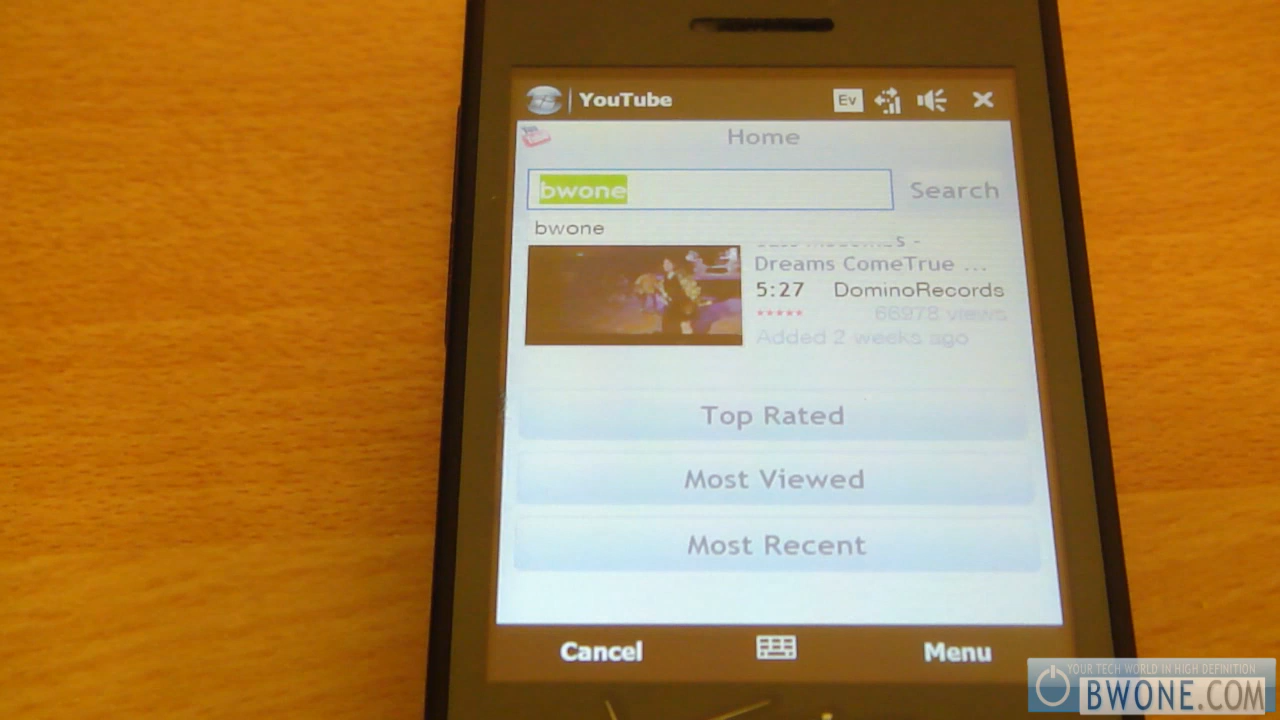 YouTube
Ev
Home
bwone
Search
bwone
Dreams ComeTrue ...
5:27 DominoRecords
66978 views
Added 2 weeks ago
Top Rated
Most Viewed
Most Recent
Cancel
Menu
YOUR TECH WORLD IN HIGH DEFINITION
BWONE.COM